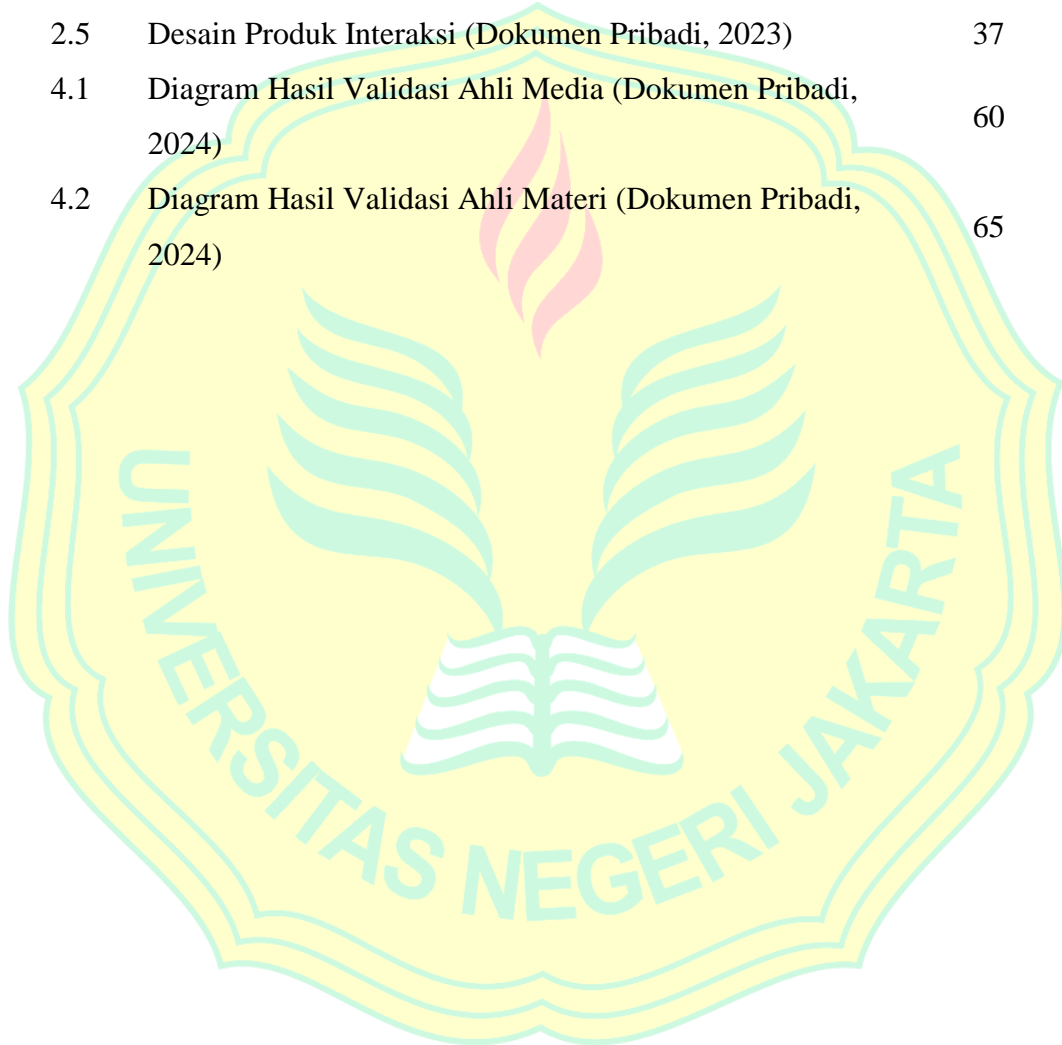 2.5 Desain Produk Interaksi (Dokumen Pribadi, 2023) 37
4.1 Diagram Hasil Validasi Ahli Media (Dokumen Pribadi,
2024) 60
4.2 Diagram Hasil Validasi Ahli Materi (Dokumen Pribadi,
2024) 65
UNIVERSITAS NEGERI JAKARTA